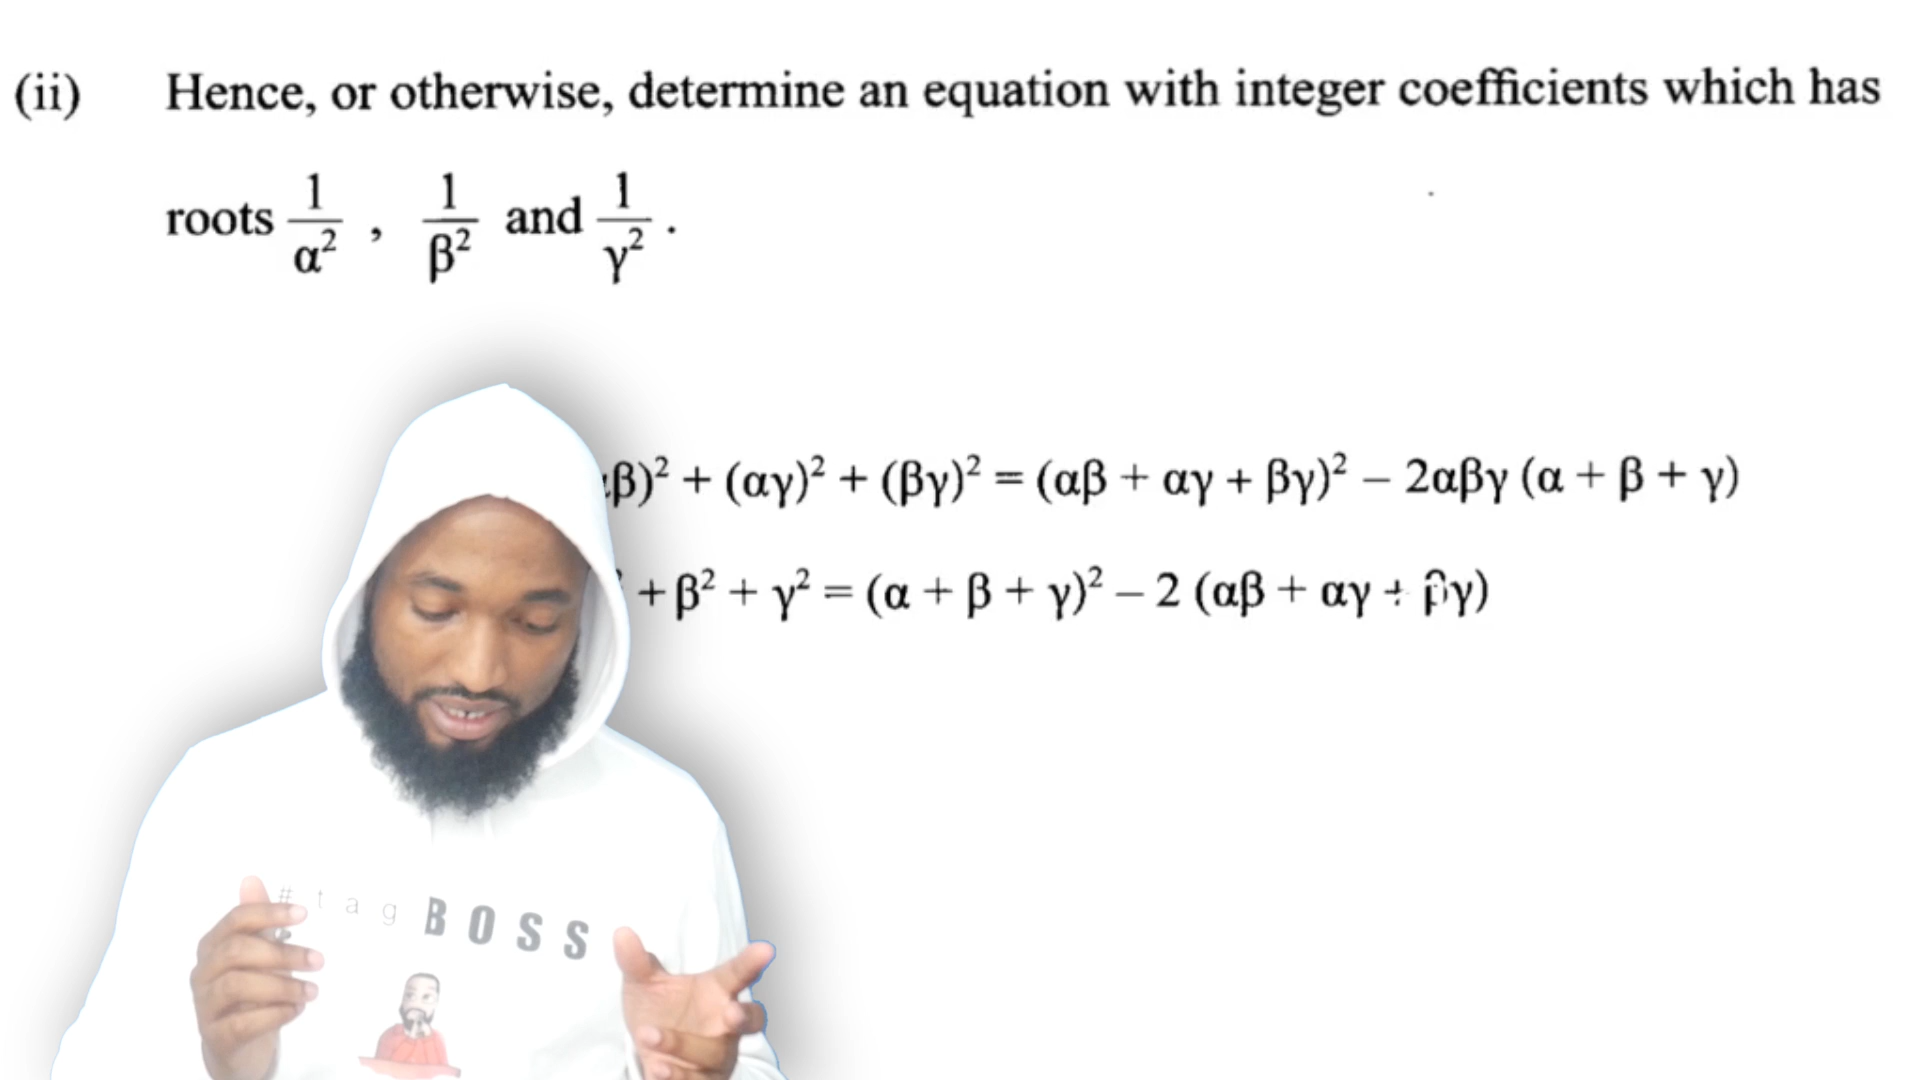 (ii) Hence, or otherwise, determine an equation with integer coefficients which has
roots 1/α² , 1/β² and 1/γ² .
β)² + (αγ)² + (βγ)² = (αβ + αγ + βγ)² – 2αβγ (α + β + γ)
+ β² + γ² = (α + β + γ)² – 2 (αβ + αγ + βγ)
#tagBOSS